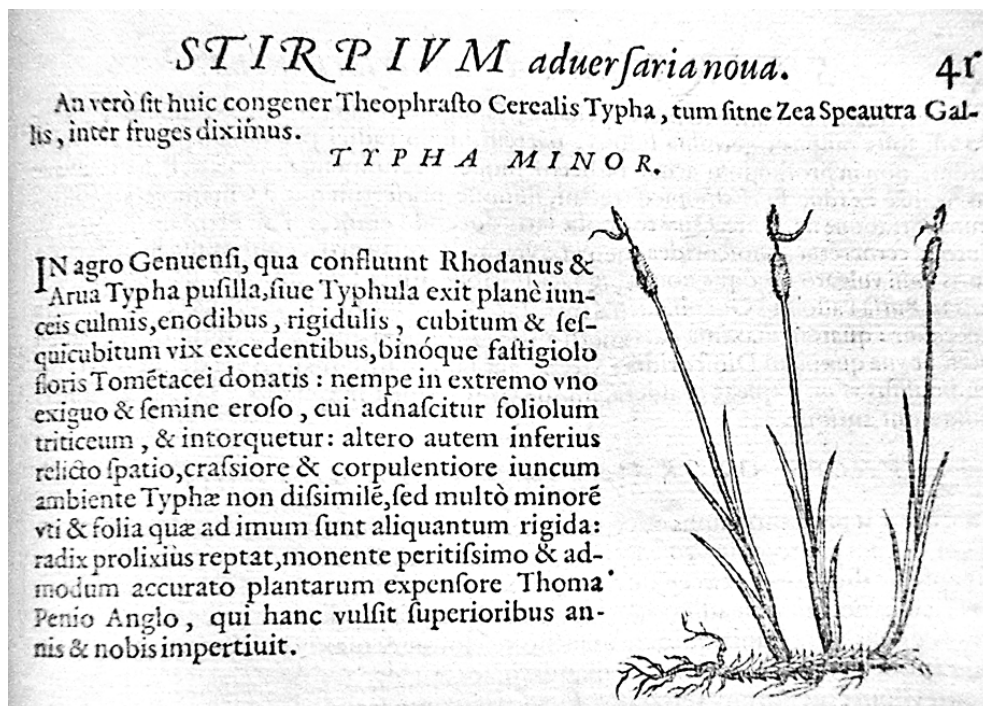 STIRPIVM aduerſaria noua. 41
An verò ſit huic congener Theophraſto Cerealis Typha, tum ſitne Zea Speautra Gal-
lis, inter fruges diximus.
TYPHA MINOR.
IN agro Genuenſi, qua confluunt Rhodanus &
Arua Typha puſilla, ſiue Typhula exit planè iun-
ceis culmis, enodibus, rigidulis, cubitum & ſeſ-
quicubitum vix excedentibus, binóque faſtigiolo
floris Tomẽtacei donatis: nempe in extremo vno
exiguo & ſemine eroſo, cui adnaſcitur foliolum
triticeum, & intorquetur: altero autem inferius
relicto ſpatio, craſsiore & corpulentiore iuncum
ambiente Typhæ non diſsimilẽ, ſed multò minorẽ
vti & folia quæ ad imum ſunt aliquantum rigida:
radix prolixiùs reptat, monente peritiſsimo & ad-
modum accurato plantarum expenſore Thoma
Penio Anglo, qui hanc vulſit ſuperioribus an-
nis & nobis impertiuit.